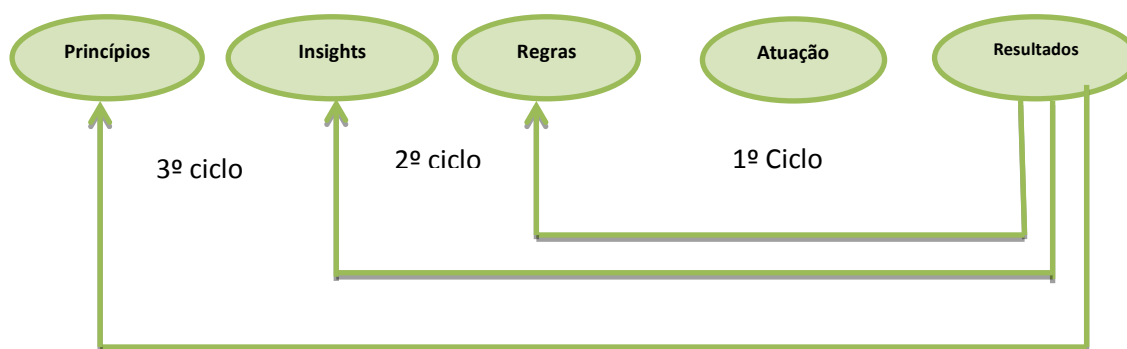 Princípios
Insights
Regras
Atuação
Resultados
3º ciclo
2º ciclo
1º Ciclo